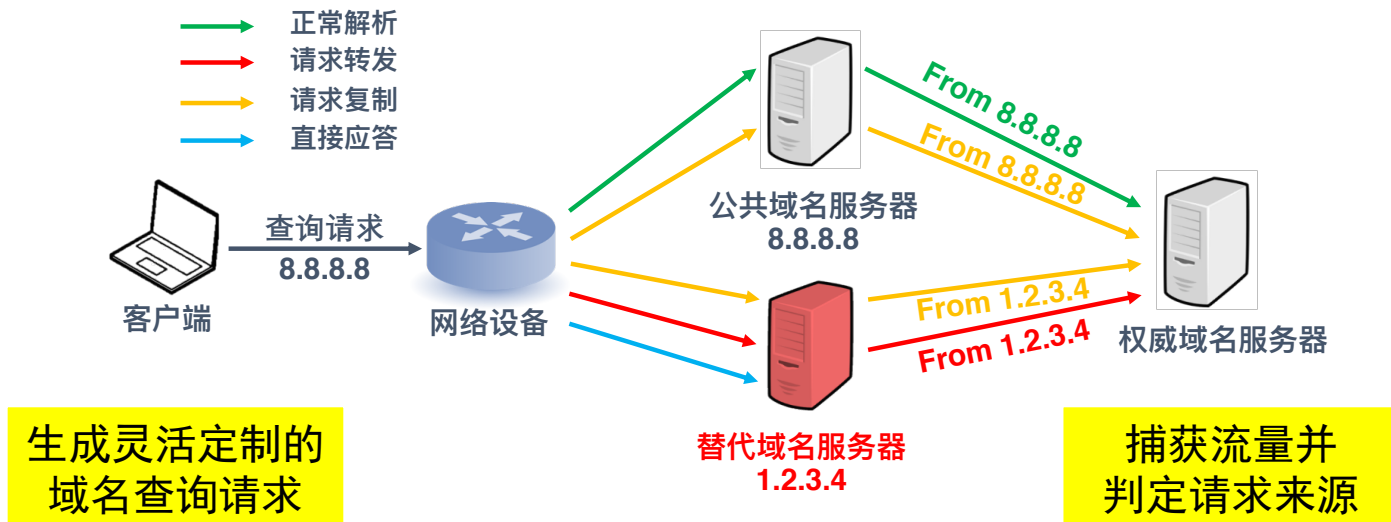 正常解析
请求转发
请求复制
直接应答
查询请求
8.8.8.8
客户端
网络设备
公共域名服务器
8.8.8.8
替代域名服务器
1.2.3.4
From 8.8.8.8
From 8.8.8.8
From 1.2.3.4
From 1.2.3.4
权威域名服务器
生成灵活定制的
域名查询请求
捕获流量并
判定请求来源